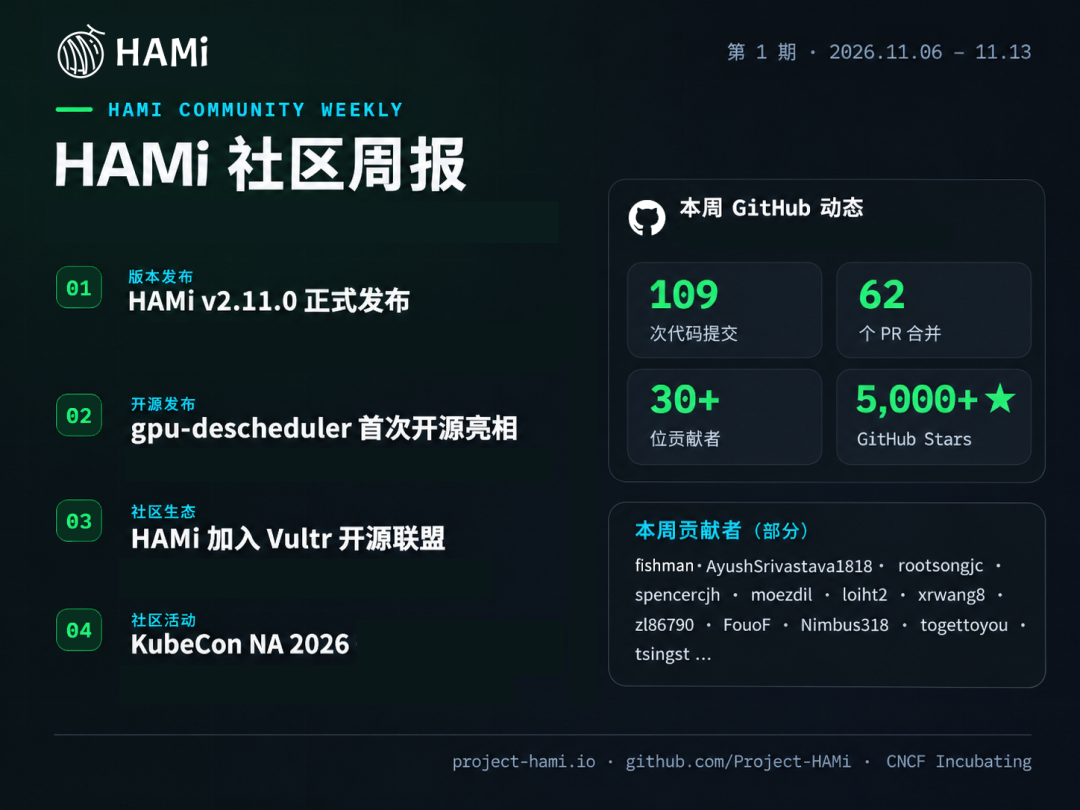 HAMi
第 1 期 · 2026.11.06 – 11.13
HAMI COMMUNITY WEEKLY
HAMi 社区周报
01
版本发布
HAMi v2.11.0 正式发布
02
开源发布
gpu-descheduler 首次开源亮相
03
社区生态
HAMi 加入 Vultr 开源联盟
04
社区活动
KubeCon NA 2026
本周 GitHub 动态
109
次代码提交
62
个 PR 合并
30+
位贡献者
5,000+★
GitHub Stars
本周贡献者（部分）
fishman · AyushSrivastava1818 · rootsongjc ·
spencercjh · moezdil · loiht2 · xrwang8 ·
zl86790 · FouoF · Nimbus318 · togettoyou ·
tsingst …
project-hami.io · github.com/Project-HAMi · CNCF Incubating